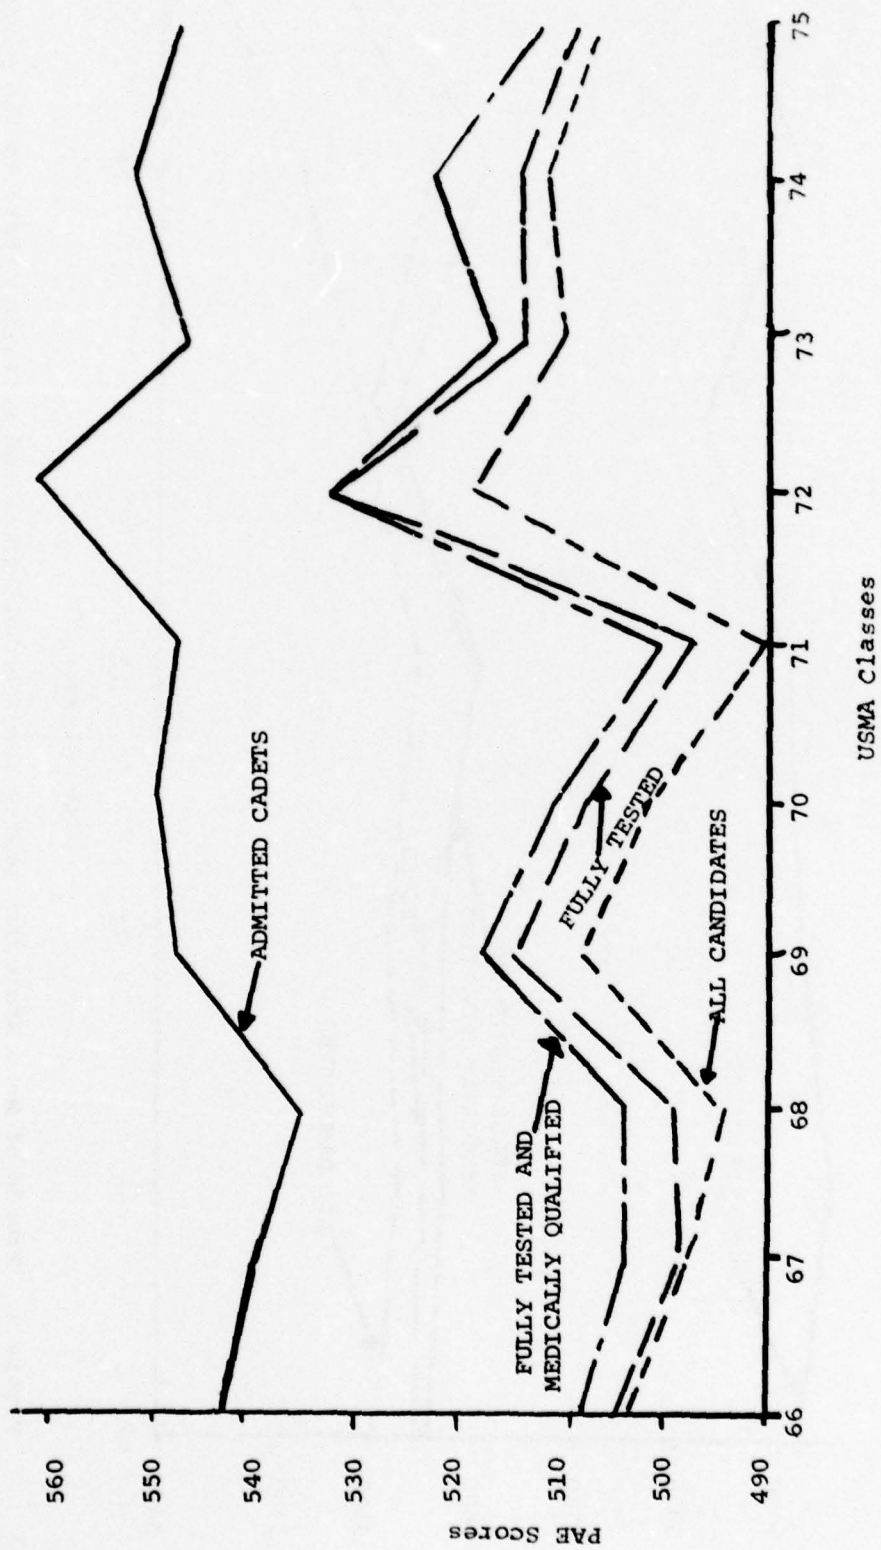 PAE Scores
560
550
540
530
520
510
500
490
ADMITTED CADETS
FULLY TESTED AND
MEDICALLY QUALIFIED
FULLY TESTED
ALL CANDIDATES
66
67
68
69
70
71
72
73
74
75
USMA Classes